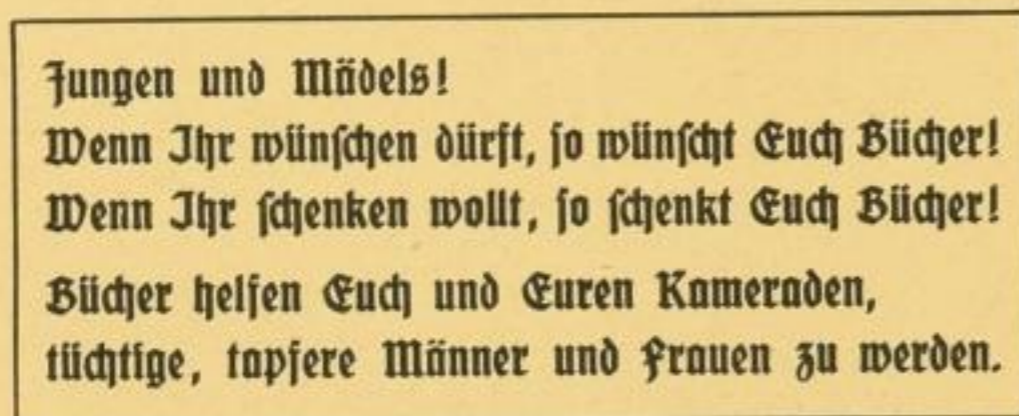 Jungen und Mädels!
Wenn Ihr wünschen dürft, so wünscht Euch Bücher!
Wenn Ihr schenken wollt, so schenkt Euch Bücher!
Bücher helfen Euch und Euren Kameraden,
tüchtige, tapfere Männer und Frauen zu werden.